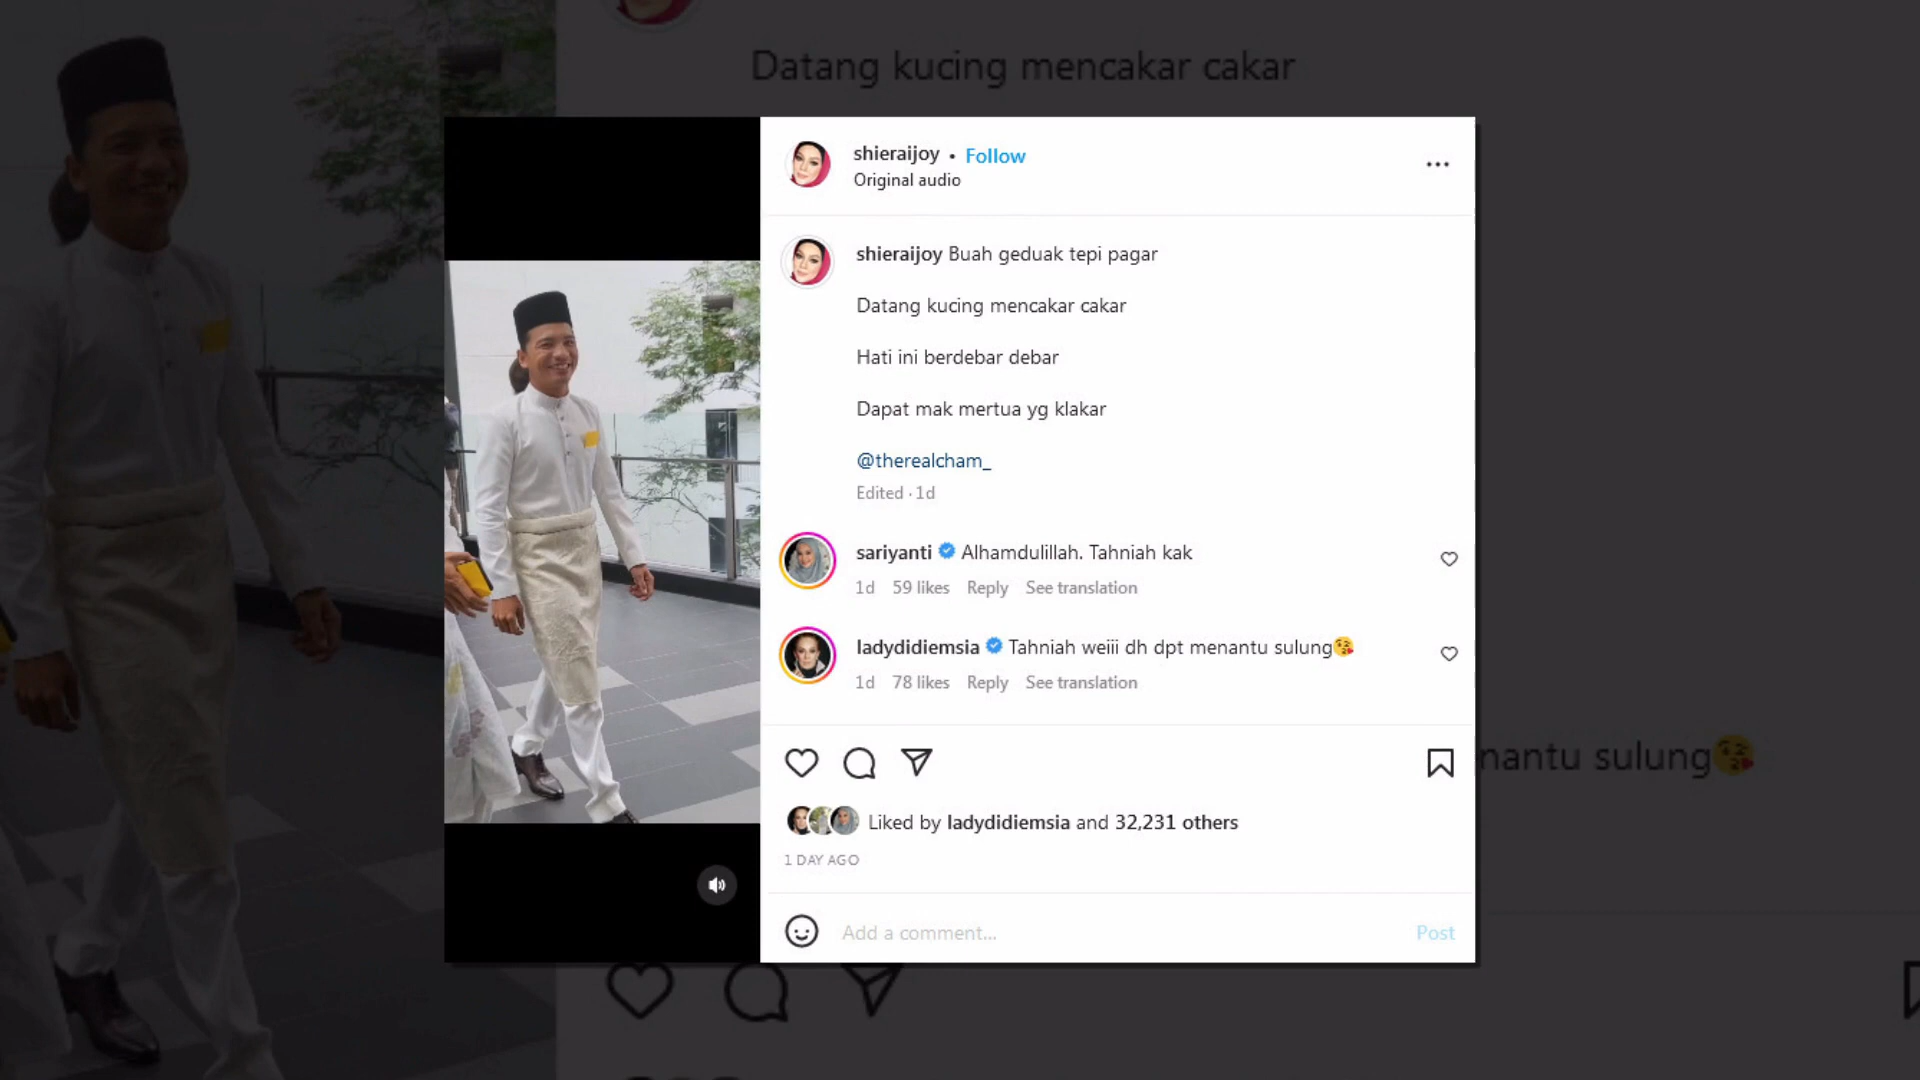 Datang kucing mencakar cakar
shieraijoy • Follow
Original audio
shieraijoy Buah geduak tepi pagar
Datang kucing mencakar cakar
Hati ini berdebar debar
Dapat mak mertua yg klakar
@therealcham_
Edited · 1d
sariyanti Alhamdulillah. Tahniah kak
1d 59 likes Reply See translation
ladydidiemsia Tahniah weiii dh dpt menantu sulung😘
1d 78 likes Reply See translation
nantu sulung😘
Liked by ladydidiemsia and 32,231 others
1 DAY AGO
Add a comment... Post